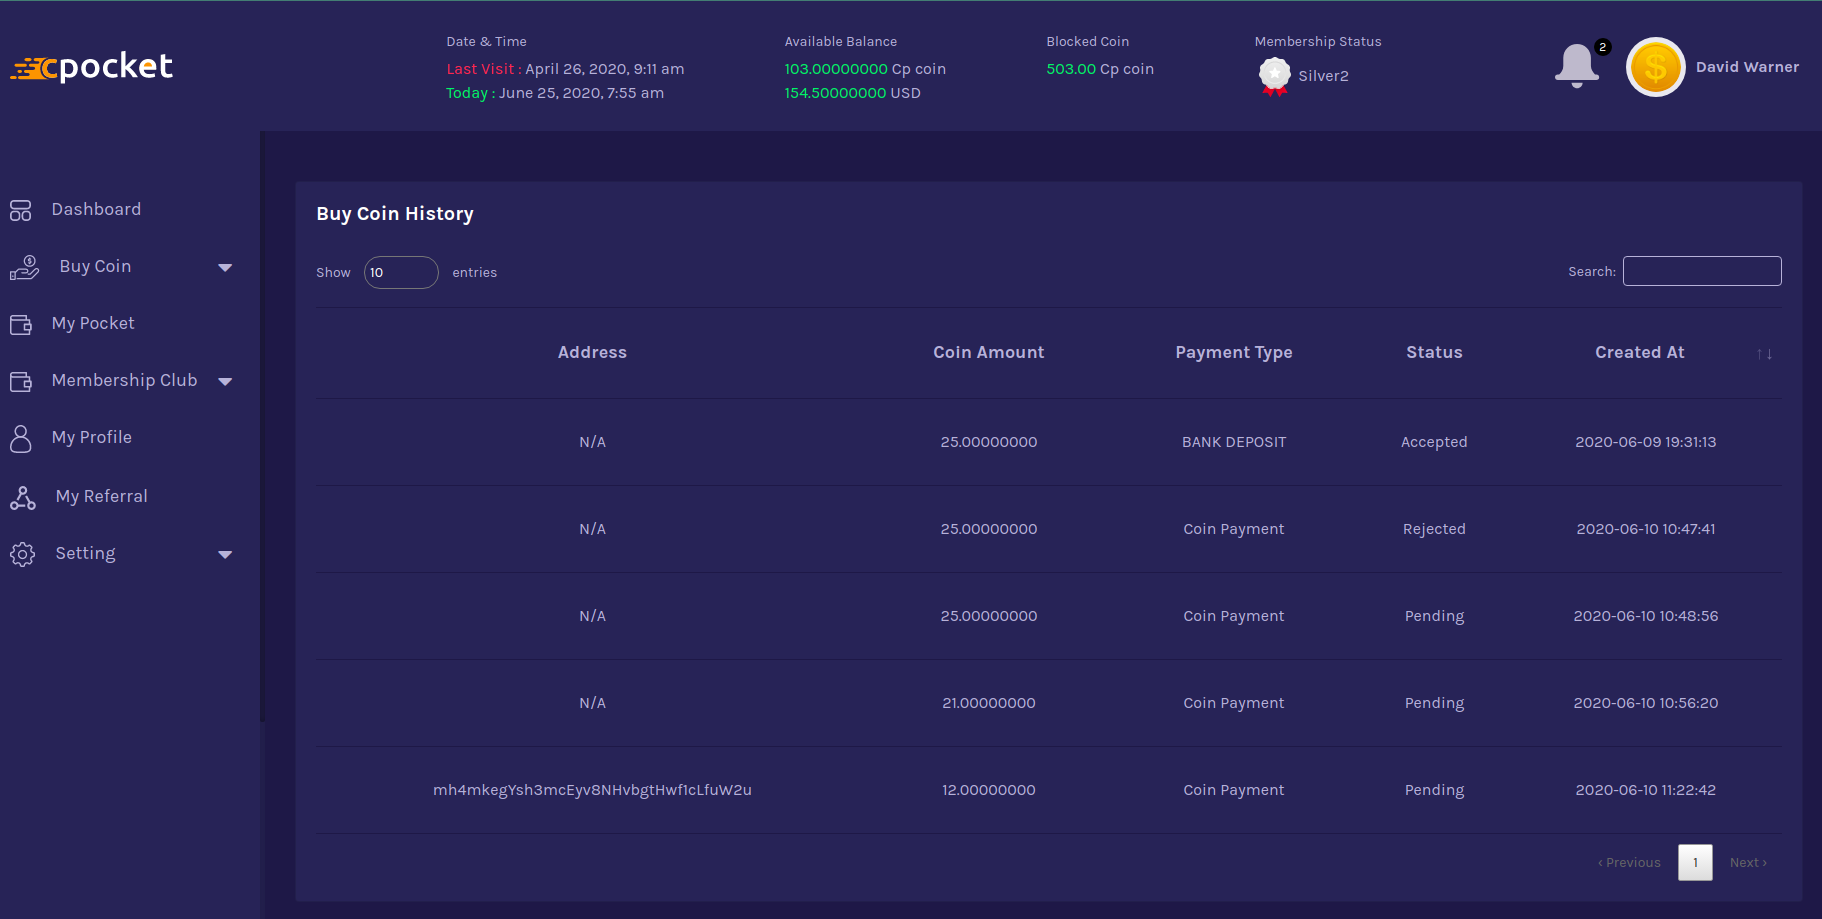 cpocket
Date & Time
Last Visit : April 26, 2020, 9:11 am
Today : June 25, 2020, 7:55 am
Available Balance
103.00000000 Cp coin
154.50000000 USD
Blocked Coin
503.00 Cp coin
Membership Status
Silver2
2
$
David Warner
Dashboard
Buy Coin
My Pocket
Membership Club
My Profile
My Referral
Setting
Buy Coin History
Show 10 entries
Search:
Address Coin Amount Payment Type Status Created At ↑↓
N/A 25.00000000 BANK DEPOSIT Accepted 2020-06-09 19:31:13
N/A 25.00000000 Coin Payment Rejected 2020-06-10 10:47:41
N/A 25.00000000 Coin Payment Pending 2020-06-10 10:48:56
N/A 21.00000000 Coin Payment Pending 2020-06-10 10:56:20
mh4mkegYsh3mcEyv8NHvbgtHwf1cLfuW2u 12.00000000 Coin Payment Pending 2020-06-10 11:22:42
‹ Previous 1 Next ›